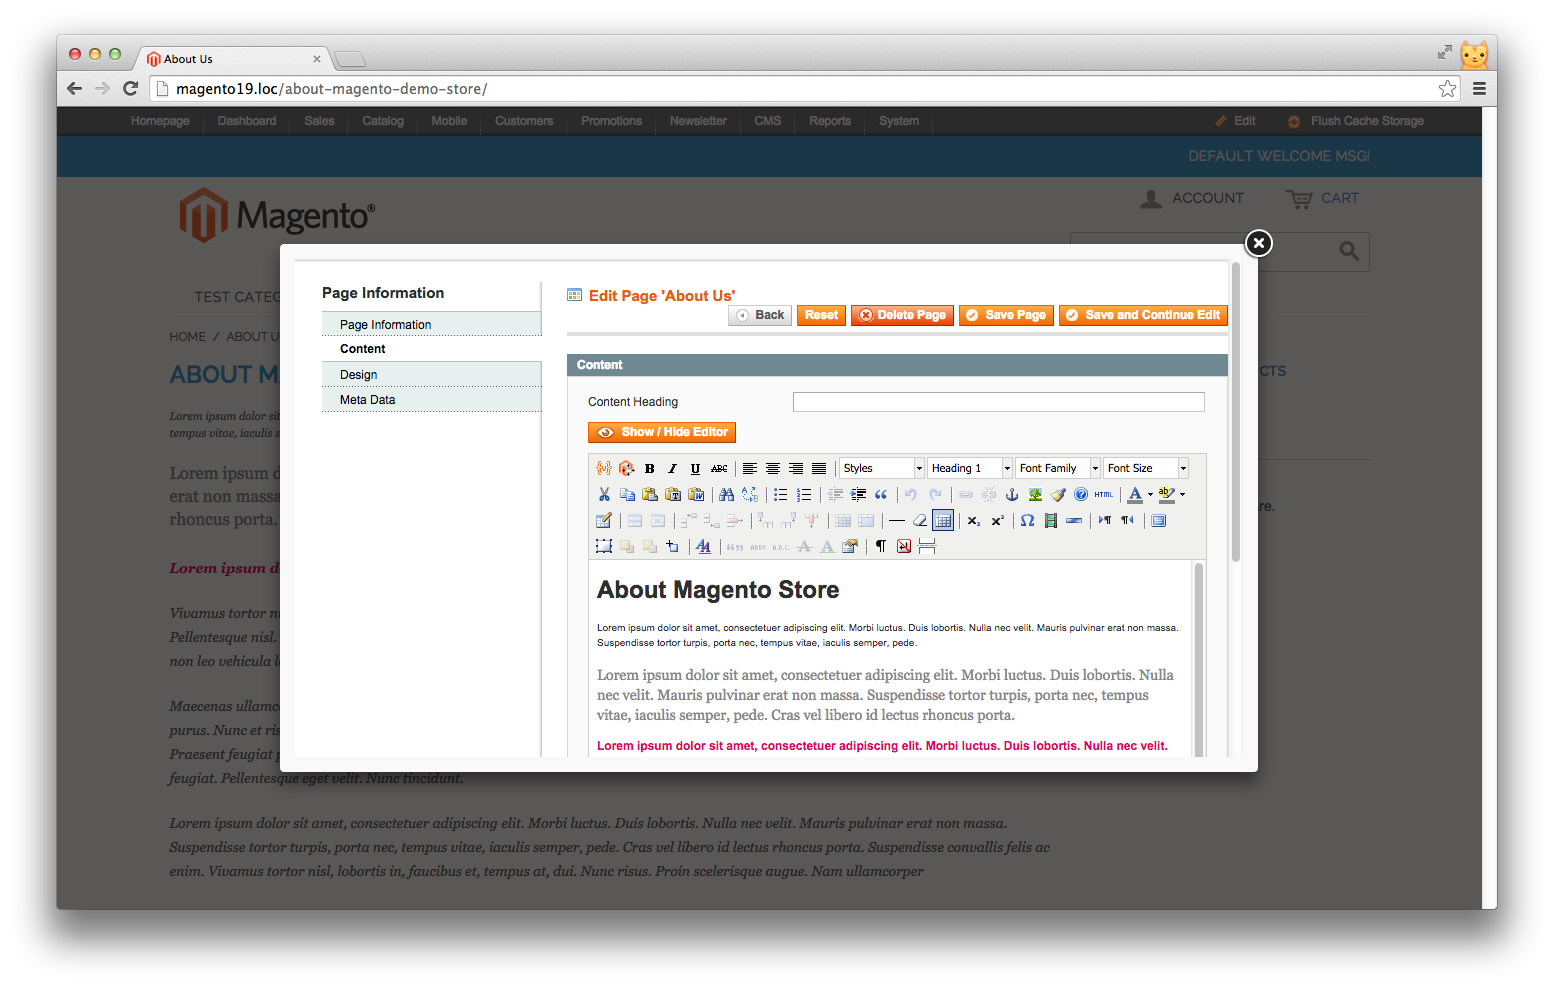 About Us
magento19.loc/about-magento-demo-store/
Homepage Dashboard Sales Catalog Mobile Customers Promotions Newsletter CMS Reports System Edit Flush Cache Storage
DEFAULT WELCOME MSG!
Magento®
ACCOUNT CART
TEST
HOME / ABOUT
ABOUT
Lorem ipsum dolor sit
tempus vitae, iaculis
Lorem ipsum
erat non massa
rhoncus porta.
Lorem ipsum
Vivamus tortor
Pellentesque nisl.
non leo vehicula
Maecenas
purus. Nunc et
Praesent feugiat
feugiat. Pellentesque eget velit. Nunc tincidunt.
Lorem ipsum dolor sit amet, consectetuer adipiscing elit. Morbi luctus. Duis lobortis. Nulla nec velit. Mauris pulvinar erat non massa.
Suspendisse tortor turpis, porta nec, tempus vitae, iaculis semper, pede. Cras vel libero id lectus rhoncus porta. Suspendisse convallis felis ac
enim. Vivamus tortor nisl, lobortis in, faucibus et, tempus at, dui. Nunc risus. Proin scelerisque augue. Nam ullamcorper
CTS
re.
Page Information
Page Information
Content
Design
Meta Data
Edit Page 'About Us'
Back Reset Delete Page Save Page Save and Continue Edit
Content
Content Heading
Show / Hide Editor
B I U ABC Styles Heading 1 Font Family Font Size
HTML
About Magento Store
Lorem ipsum dolor sit amet, consectetuer adipiscing elit. Morbi luctus. Duis lobortis. Nulla nec velit. Mauris pulvinar erat non massa.
Suspendisse tortor turpis, porta nec, tempus vitae, iaculis semper, pede.
Lorem ipsum dolor sit amet, consectetuer adipiscing elit. Morbi luctus. Duis lobortis. Nulla
nec velit. Mauris pulvinar erat non massa. Suspendisse tortor turpis, porta nec, tempus
vitae, iaculis semper, pede. Cras vel libero id lectus rhoncus porta.
Lorem ipsum dolor sit amet, consectetuer adipiscing elit. Morbi luctus. Duis lobortis. Nulla nec velit.